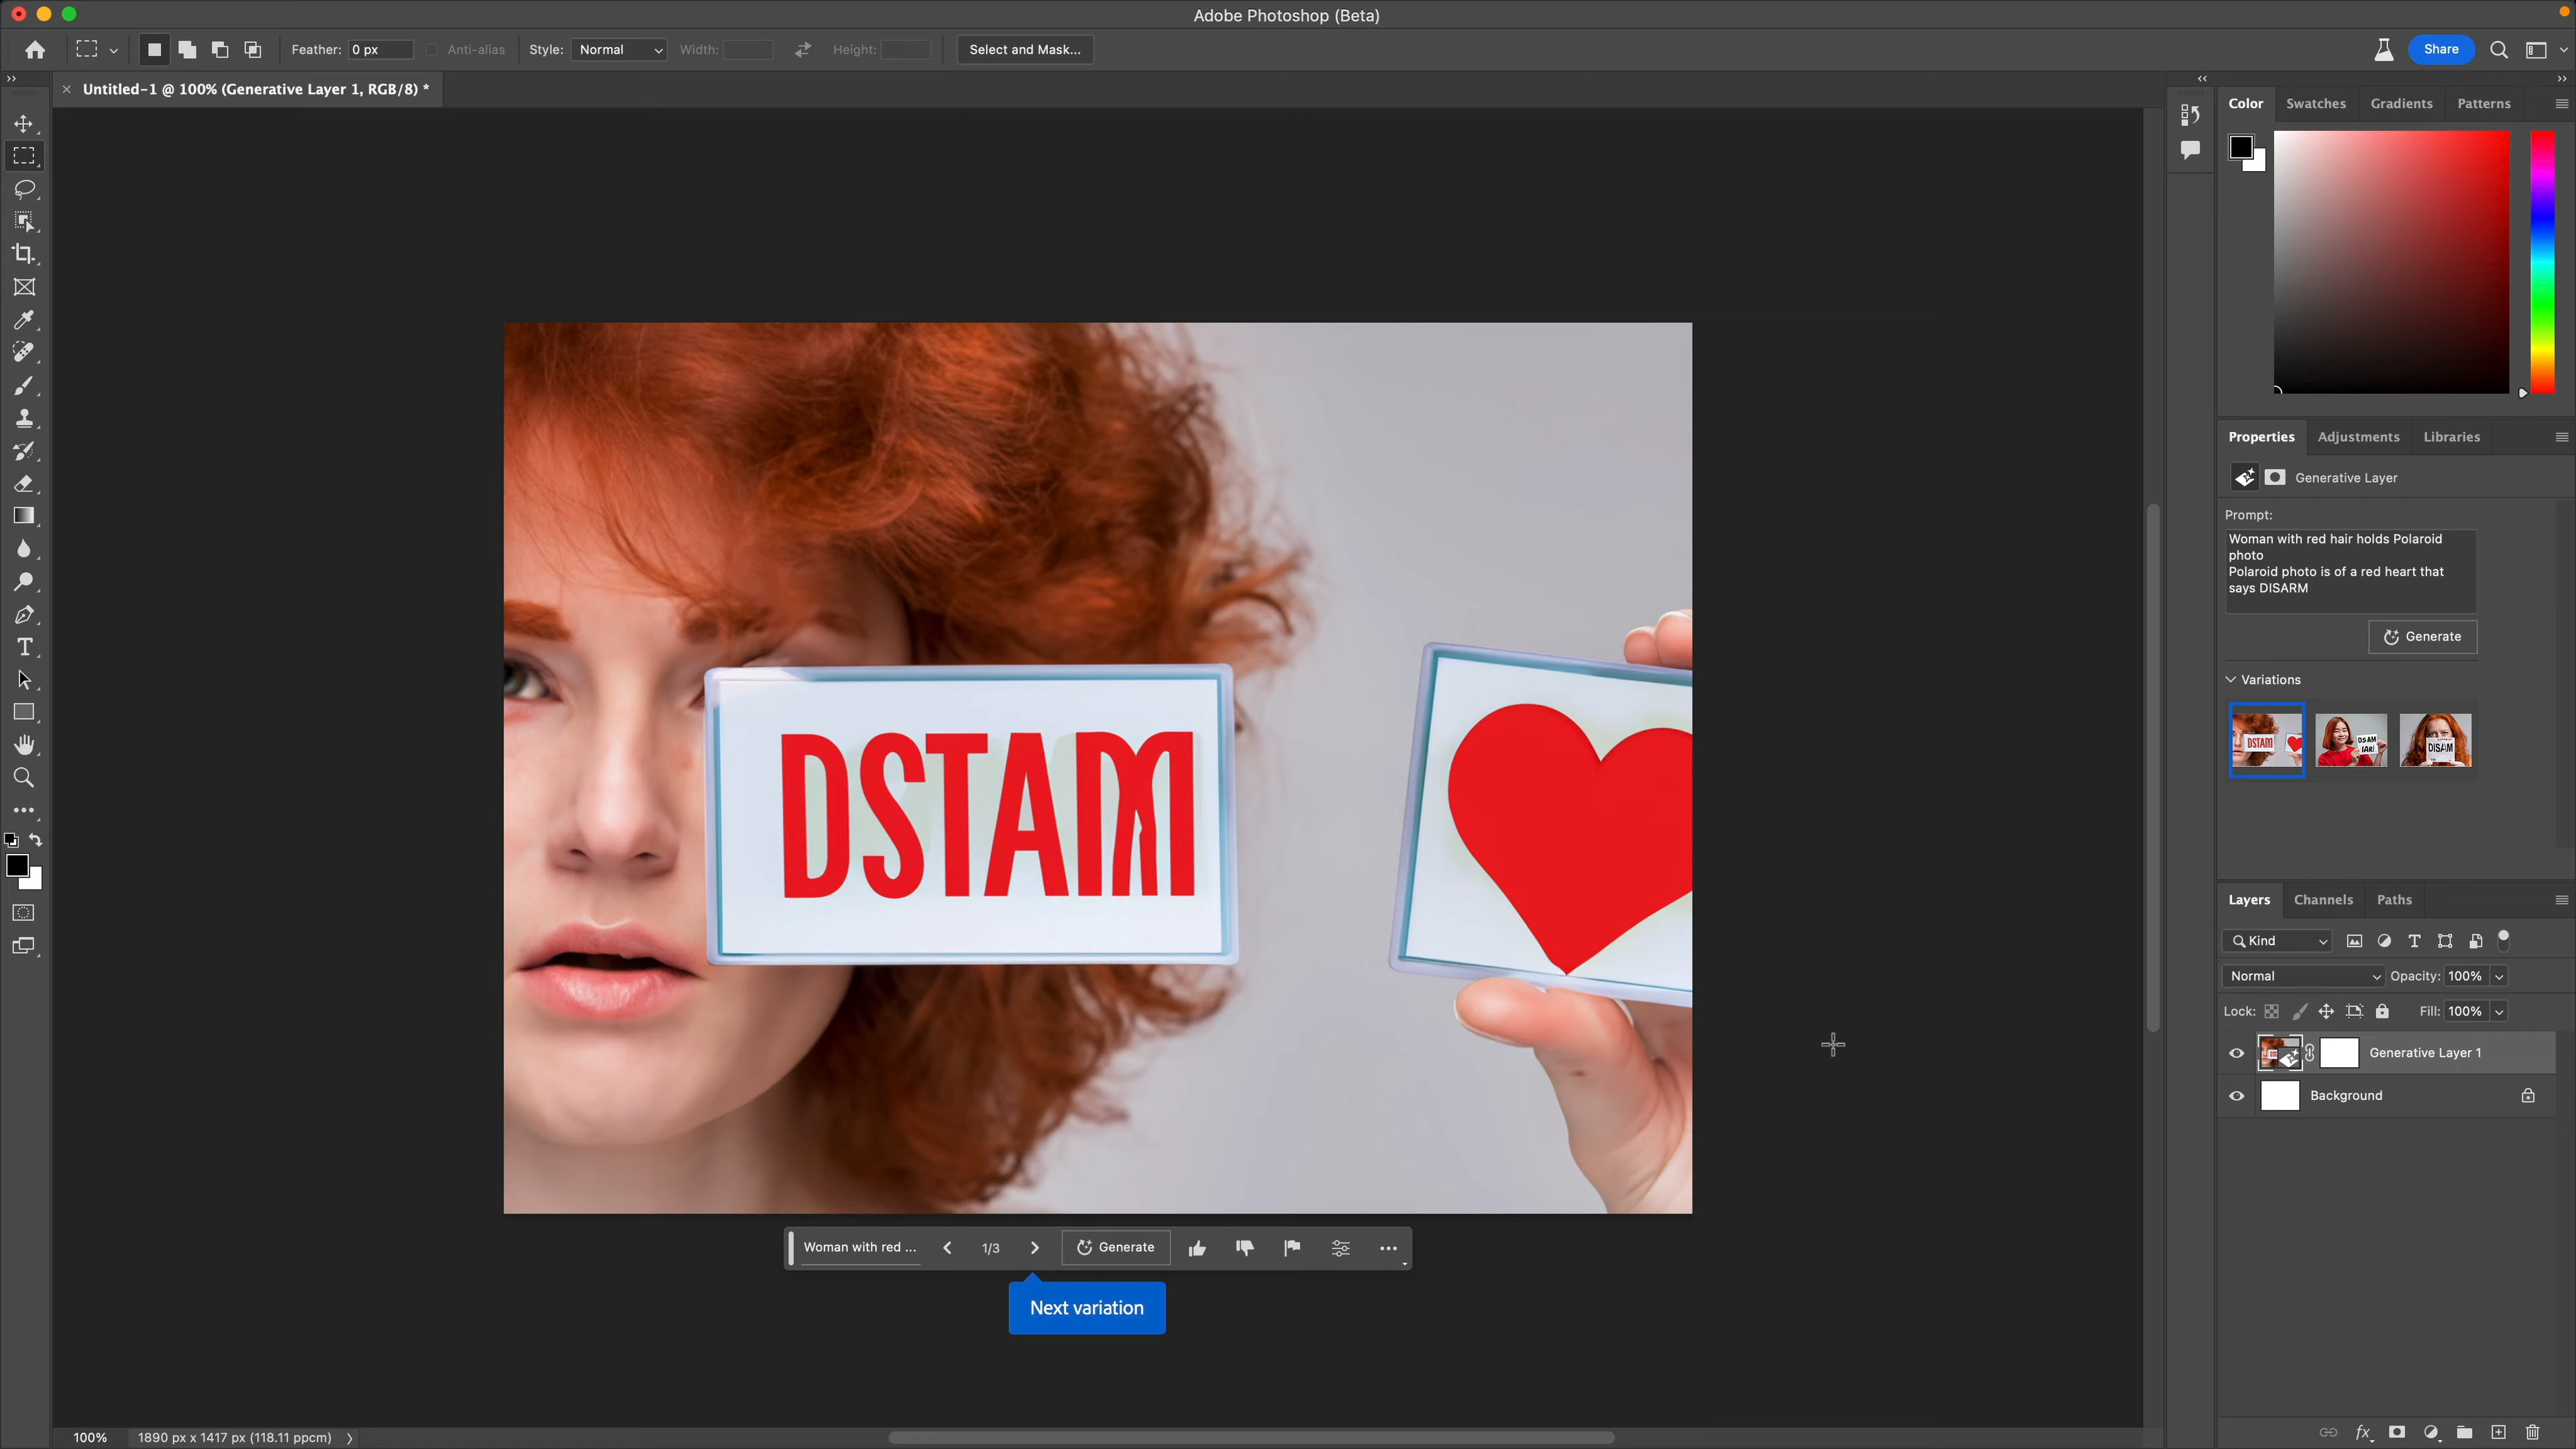 Adobe Photoshop (Beta)
Feather: 0 px Anti-alias Style: Normal Width: Height: Select and Mask... Share
Untitled-1 @ 100% (Generative Layer 1, RGB/8) *
Color Swatches Gradients Patterns
Properties Adjustments Libraries
Generative Layer
Prompt:
Woman with red hair holds Polaroid
photo
Polaroid photo is of a red heart that
says DISARM
Generate
Variations
DSTAM
Layers Channels Paths
Kind
Normal Opacity: 100%
Lock: Fill: 100%
Generative Layer 1
Background
Woman with red ... 1/3 Generate
Next variation
100% 1890 px x 1417 px (118.11 ppcm)
fx